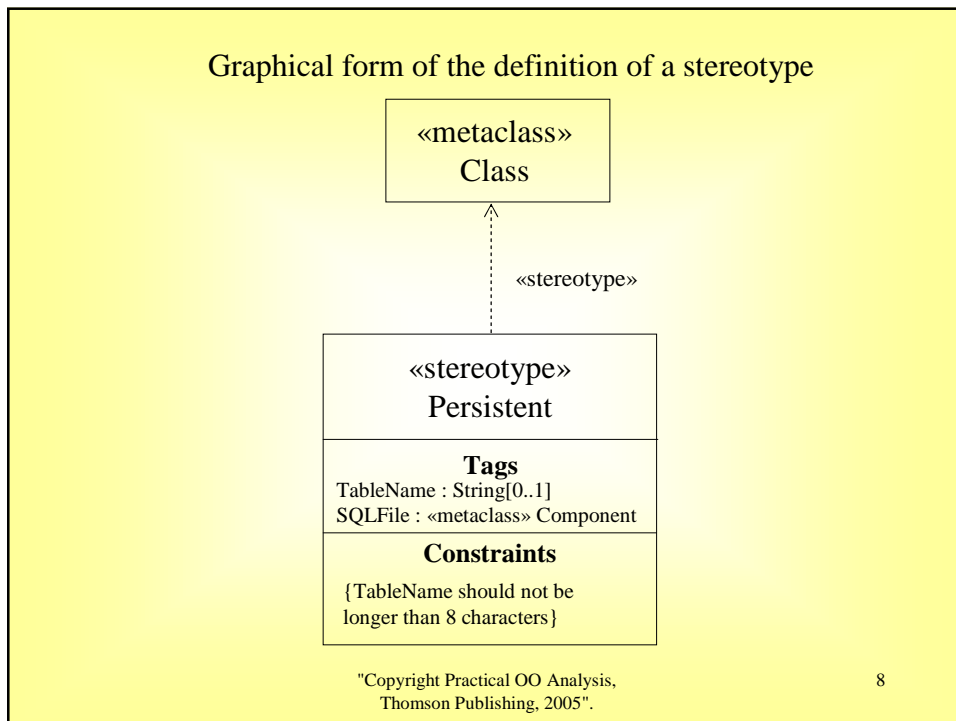 Graphical form of the definition of a stereotype
«metaclass»
Class
«stereotype»
«stereotype»
Persistent
Tags
TableName : String[0..1]
SQLFile : «metaclass» Component
Constraints
{TableName should not be
longer than 8 characters}
"Copyright Practical OO Analysis,
Thomson Publishing, 2005".
8